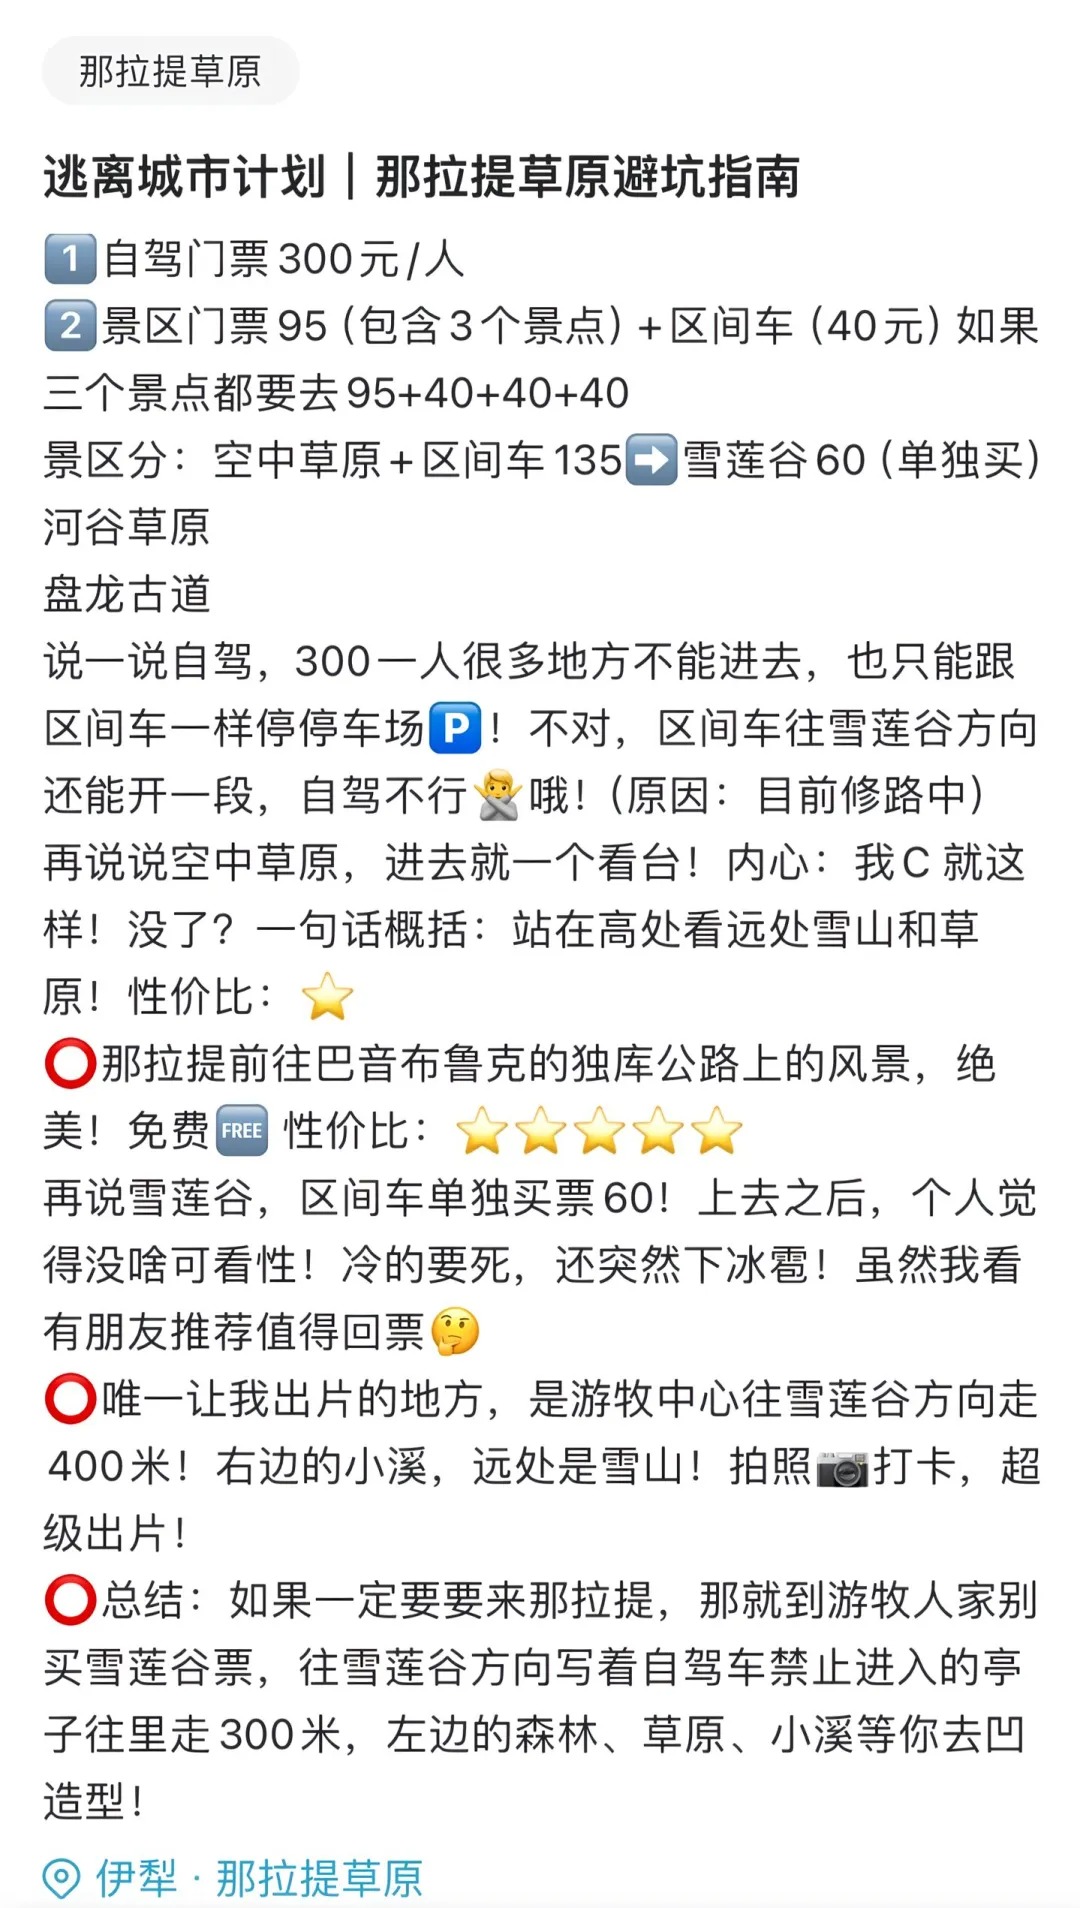 那拉提草原
逃离城市计划｜那拉提草原避坑指南
1️⃣自驾门票300元/人
2️⃣景区门票95（包含3个景点）+区间车（40元）如果
三个景点都要去95+40+40+40
景区分：空中草原+区间车135➡️雪莲谷60（单独买）
河谷草原
盘龙古道
说一说自驾，300一人很多地方不能进去，也只能跟
区间车一样停停车场🅿️！不对，区间车往雪莲谷方向
还能开一段，自驾不行🙅哦！（原因：目前修路中）
再说说空中草原，进去就一个看台！内心：我C 就这
样！没了？一句话概括：站在高处看远处雪山和草
原！性价比：⭐
⭕那拉提前往巴音布鲁克的独库公路上的风景，绝
美！免费🆓 性价比：⭐⭐⭐⭐⭐
再说雪莲谷，区间车单独买票60！上去之后，个人觉
得没啥可看性！冷的要死，还突然下冰雹！虽然我看
有朋友推荐值得回票🤔
⭕唯一让我出片的地方，是游牧中心往雪莲谷方向走
400米！右边的小溪，远处是雪山！拍照📷打卡，超
级出片！
⭕总结：如果一定要要来那拉提，那就到游牧人家别
买雪莲谷票，往雪莲谷方向写着自驾车禁止进入的亭
子往里走300米，左边的森林、草原、小溪等你去凹
造型！
伊犁 · 那拉提草原